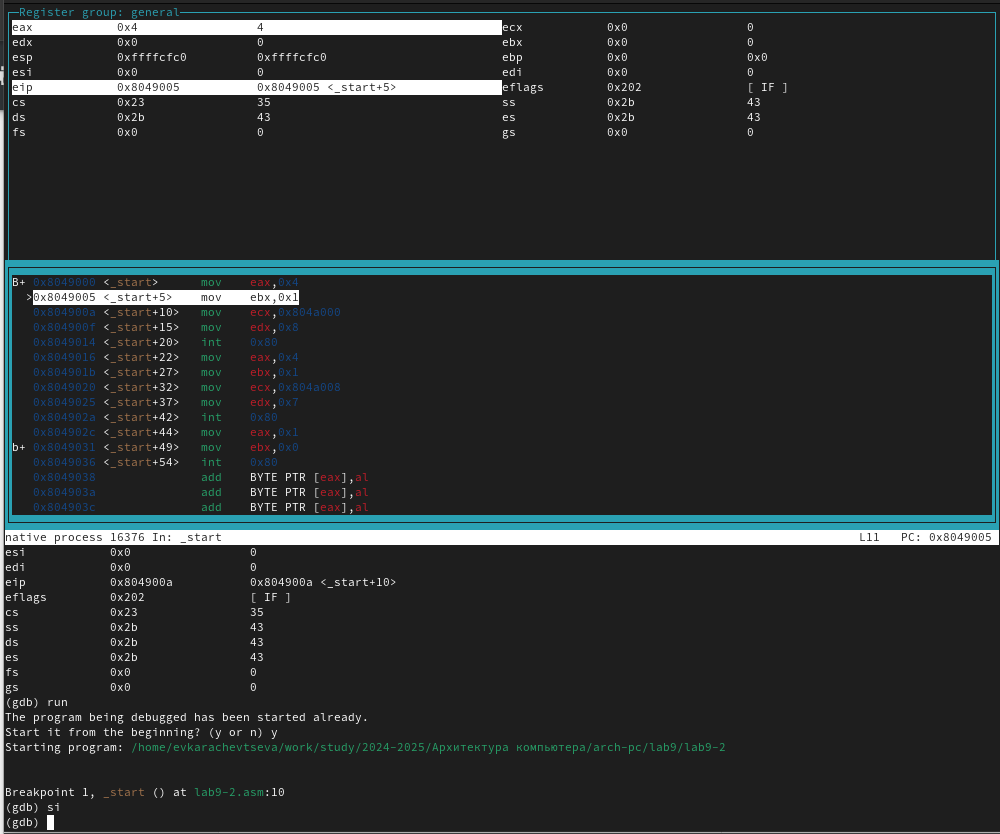 Register group: general
eax 0x4 4 ecx 0x0 0
edx 0x0 0 ebx 0x0 0
esp 0xffffcfc0 0xffffcfc0 ebp 0x0 0x0
esi 0x0 0 edi 0x0 0
eip 0x8049005 0x8049005 <_start+5> eflags 0x202 [ IF ]
cs 0x23 35 ss 0x2b 43
ds 0x2b 43 es 0x2b 43
fs 0x0 0 gs 0x0 0
B+ 0x8049000 <_start> mov eax,0x4
>0x8049005 <_start+5> mov ebx,0x1
0x804900a <_start+10> mov ecx,0x804a000
0x804900f <_start+15> mov edx,0x8
0x8049014 <_start+20> int 0x80
0x8049016 <_start+22> mov eax,0x4
0x804901b <_start+27> mov ebx,0x1
0x8049020 <_start+32> mov ecx,0x804a008
0x8049025 <_start+37> mov edx,0x7
0x804902a <_start+42> int 0x80
0x804902c <_start+44> mov eax,0x1
b+ 0x8049031 <_start+49> mov ebx,0x0
0x8049036 <_start+54> int 0x80
0x8049038 add BYTE PTR [eax],al
0x804903a add BYTE PTR [eax],al
0x804903c add BYTE PTR [eax],al
native process 16376 In: _start L11 PC: 0x8049005
esi 0x0 0
edi 0x0 0
eip 0x804900a 0x804900a <_start+10>
eflags 0x202 [ IF ]
cs 0x23 35
ss 0x2b 43
ds 0x2b 43
es 0x2b 43
fs 0x0 0
gs 0x0 0
(gdb) run
The program being debugged has been started already.
Start it from the beginning? (y or n) y
Starting program: /home/evkarachevtseva/work/study/2024-2025/Архитектура компьютера/arch-pc/lab9/lab9-2
Breakpoint 1, _start () at lab9-2.asm:10
(gdb) si
(gdb)